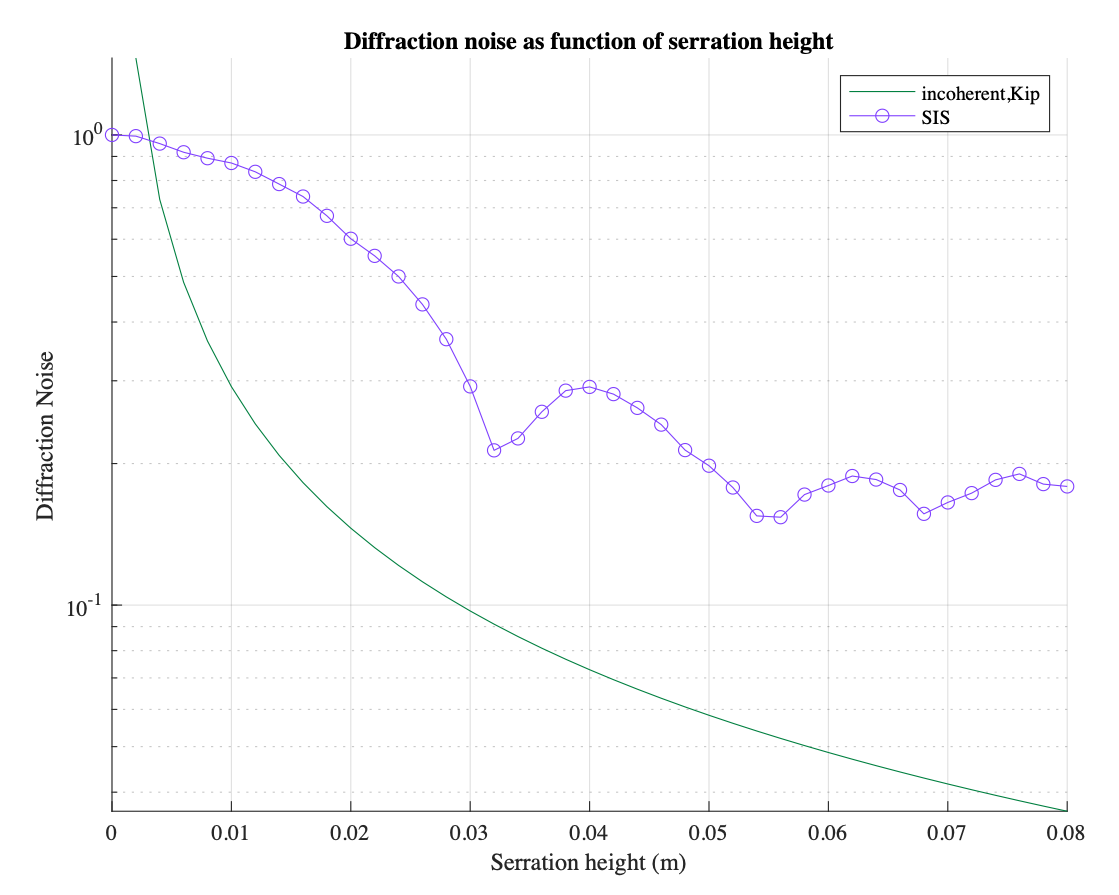 Diffraction noise as function of serration height
incoherent,Kip
SIS
10^0
10^-1
Diffraction Noise
0 0.01 0.02 0.03 0.04 0.05 0.06 0.07 0.08
Serration height (m)